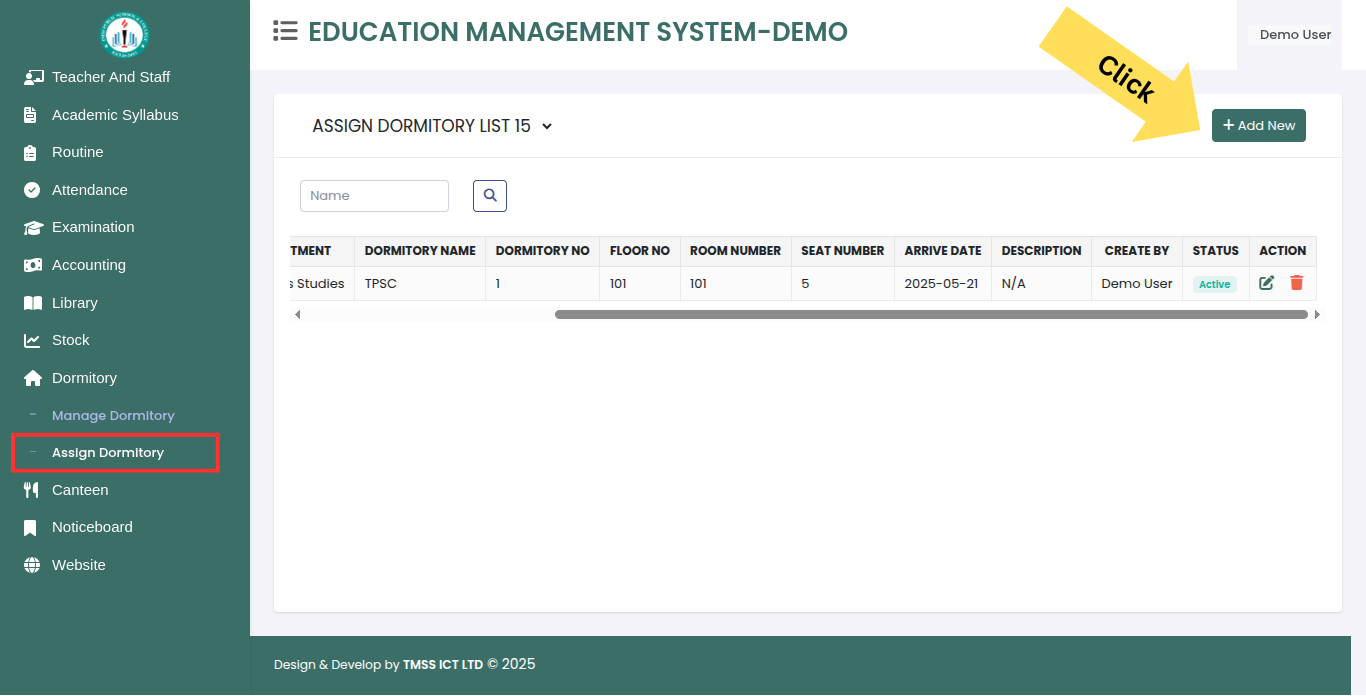 EDUCATION MANAGEMENT SYSTEM-DEMO
Demo User
Click
Teacher And Staff
Academic Syllabus
Routine
Attendance
Examination
Accounting
Library
Stock
Dormitory
Manage Dormitory
Assign Dormitory
Canteen
Noticeboard
Website
ASSIGN DORMITORY LIST 15
+ Add New
Name
TMENT DORMITORY NAME DORMITORY NO FLOOR NO ROOM NUMBER SEAT NUMBER ARRIVE DATE DESCRIPTION CREATE BY STATUS ACTION
s Studies TPSC 1 101 101 5 2025-05-21 N/A Demo User Active
Design & Develop by TMSS ICT LTD © 2025